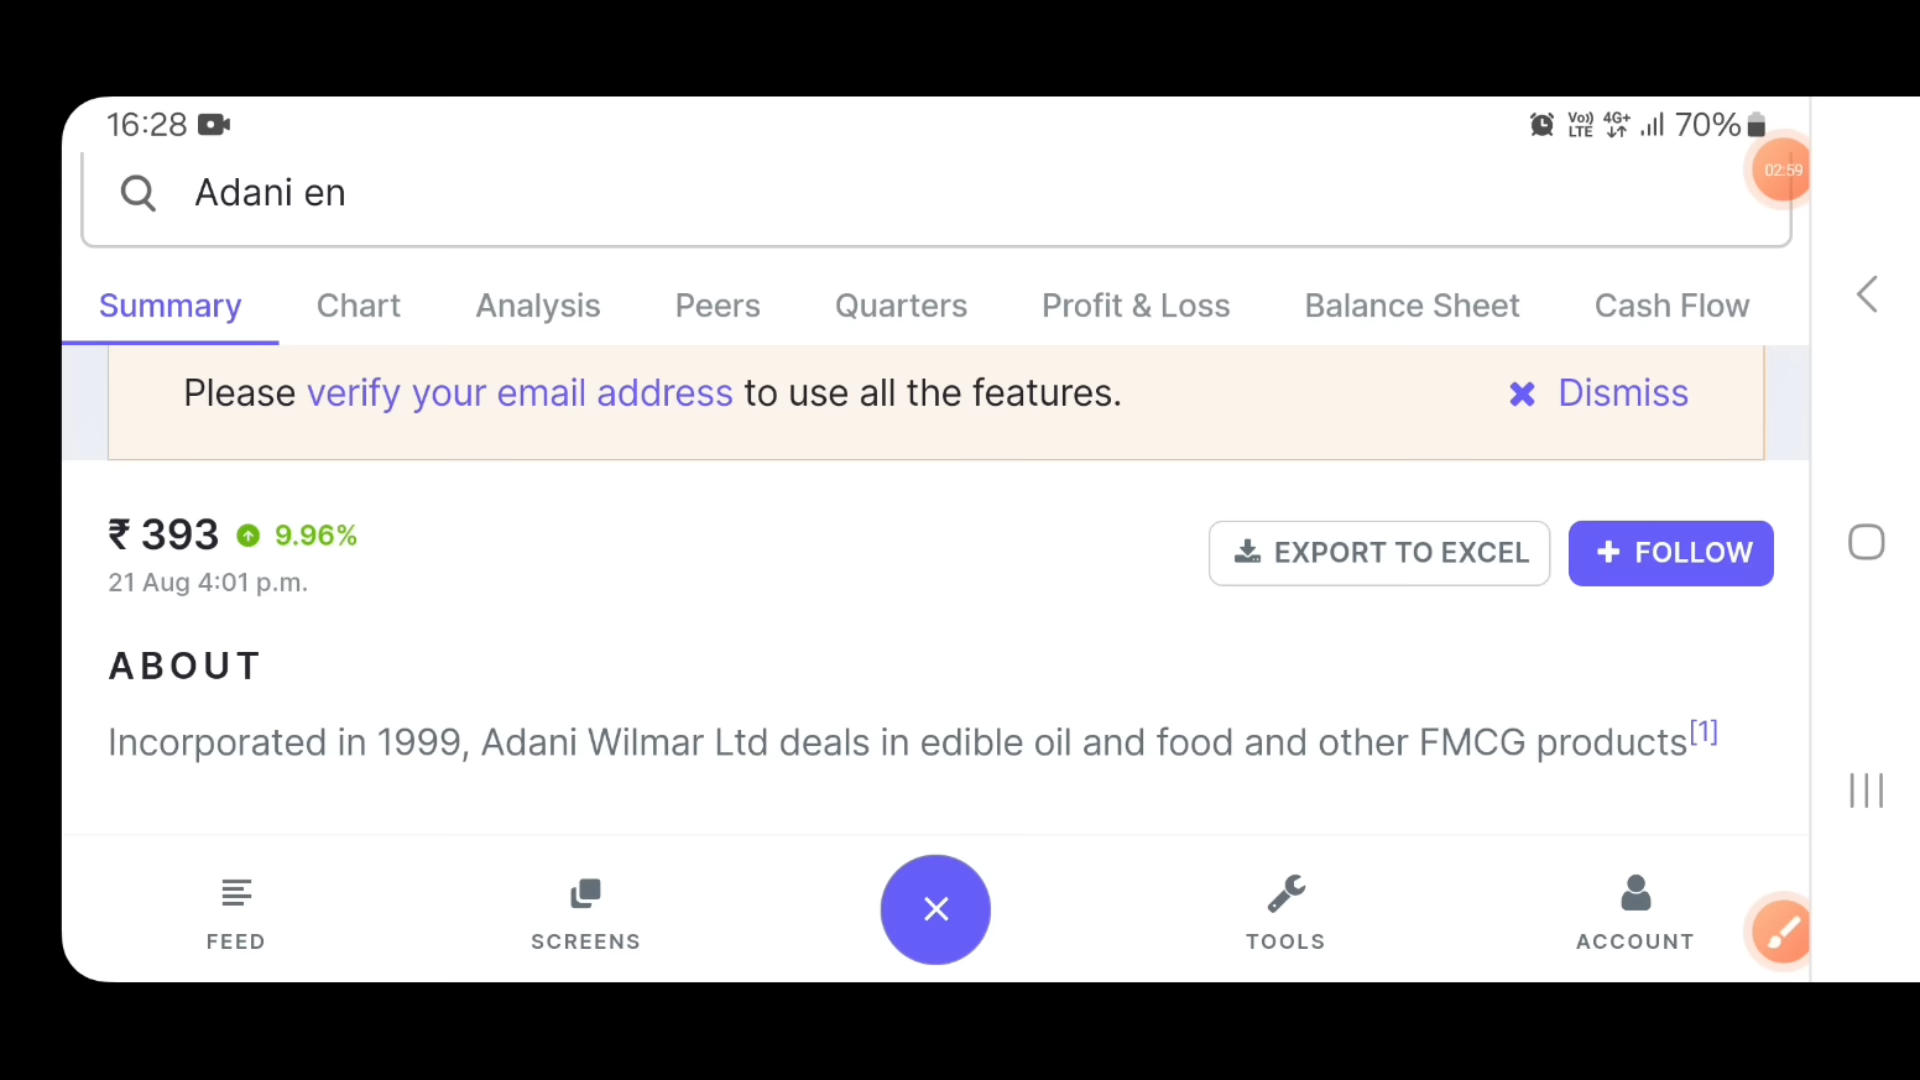 16:28
Vo)) LTE 4G+ 70%
02:59
Adani en
Summary Chart Analysis Peers Quarters Profit & Loss Balance Sheet Cash Flow
Please verify your email address to use all the features. Dismiss
₹ 393 9.96%
21 Aug 4:01 p.m.
EXPORT TO EXCEL + FOLLOW
ABOUT
Incorporated in 1999, Adani Wilmar Ltd deals in edible oil and food and other FMCG products[1]
FEED SCREENS TOOLS ACCOUNT